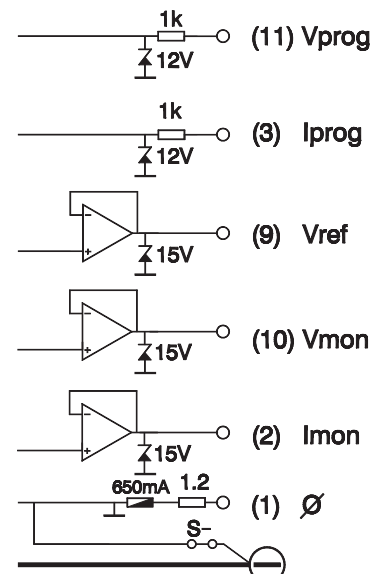 1k
(11) Vprog
12V
1k
(3) Iprog
12V
(9) Vref
15V
(10) Vmon
15V
(2) Imon
15V
650mA 1.2
(1) Ø
S-